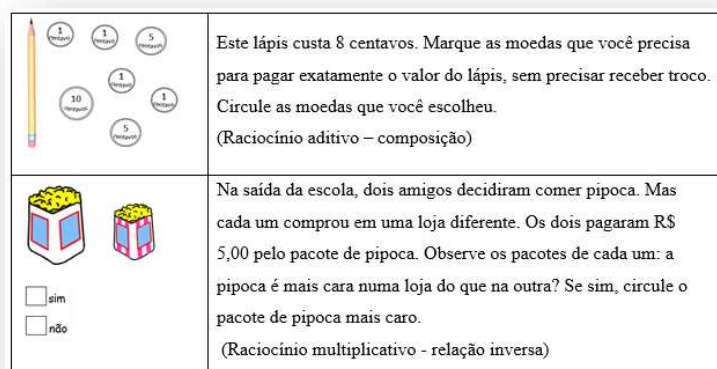 1
centavo
1
centavo
5
centavos
1
centavo
10
centavos
1
centavo
5
centavos
Este lápis custa 8 centavos. Marque as moedas que você precisa
para pagar exatamente o valor do lápis, sem precisar receber troco.
Circule as moedas que você escolheu.
(Raciocínio aditivo – composição)
sim
não
Na saída da escola, dois amigos decidiram comer pipoca. Mas
cada um comprou em uma loja diferente. Os dois pagaram R$
5,00 pelo pacote de pipoca. Observe os pacotes de cada um: a
pipoca é mais cara numa loja do que na outra? Se sim, circule o
pacote de pipoca mais caro.
(Raciocínio multiplicativo - relação inversa)